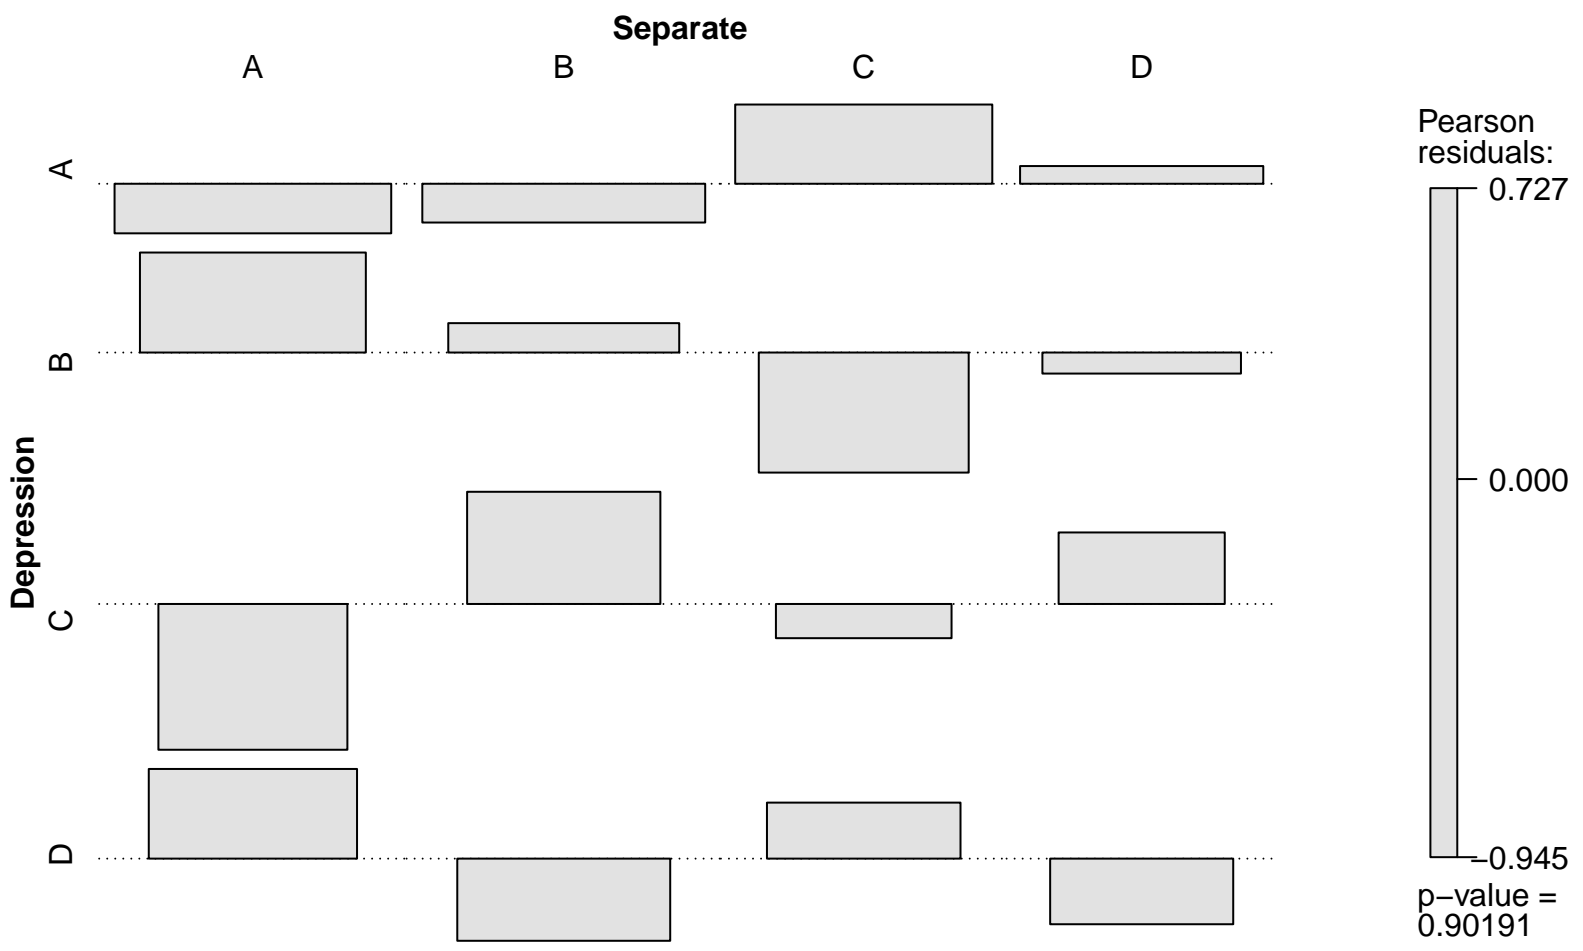 Separate
A B C D
Depression
A
B
C
D
Pearson
residuals:
0.727
0.000
−0.945
p−value =
0.90191